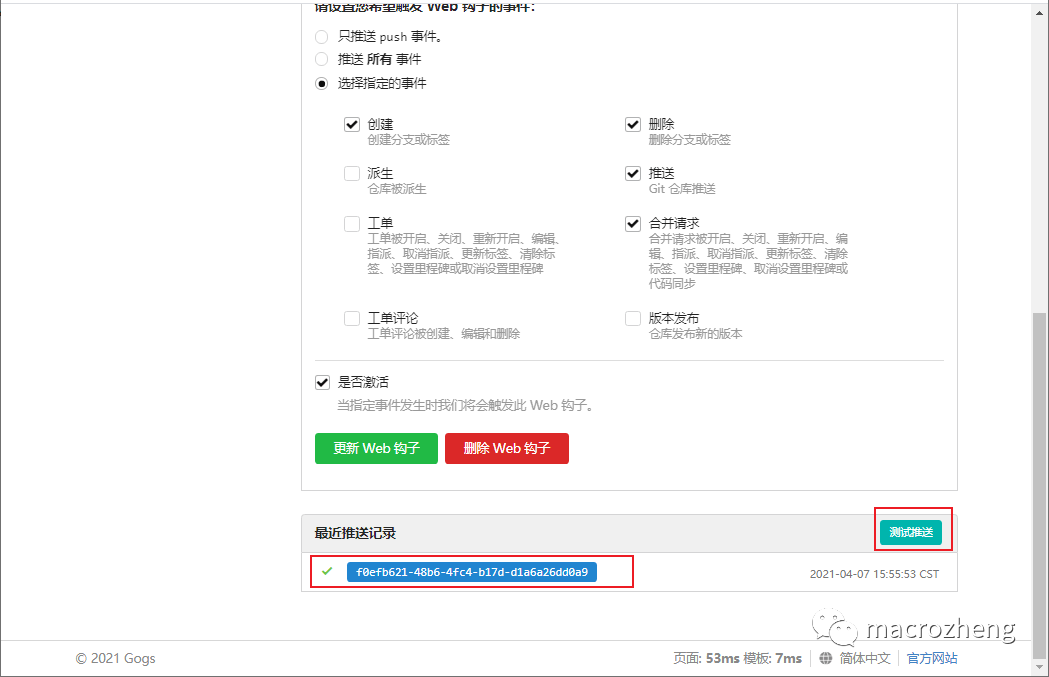 请设置您希望触发 Web 钩子的事件：
只推送 push 事件。
推送 所有 事件
选择指定的事件
创建
创建分支或标签
删除
删除分支或标签
派生
仓库被派生
推送
Git 仓库推送
工单
工单被开启、关闭、重新开启、编辑、
指派、取消指派、更新标签、清除标
签、设置里程碑或取消设置里程碑
合并请求
合并请求被开启、关闭、重新开启、编
辑、指派、取消指派、更新标签、清除
标签、设置里程碑、取消设置里程碑或
代码同步
工单评论
工单评论被创建、编辑和删除
版本发布
仓库发布新的版本
是否激活
当指定事件发生时我们将会触发此 Web 钩子。
更新 Web 钩子 删除 Web 钩子
最近推送记录 测试推送
f0efb621-48b6-4fc4-b17d-d1a6a26dd0a9 2021-04-07 15:55:53 CST
macrozheng
© 2021 Gogs 页面: 53ms 模板: 7ms 简体中文 官方网站